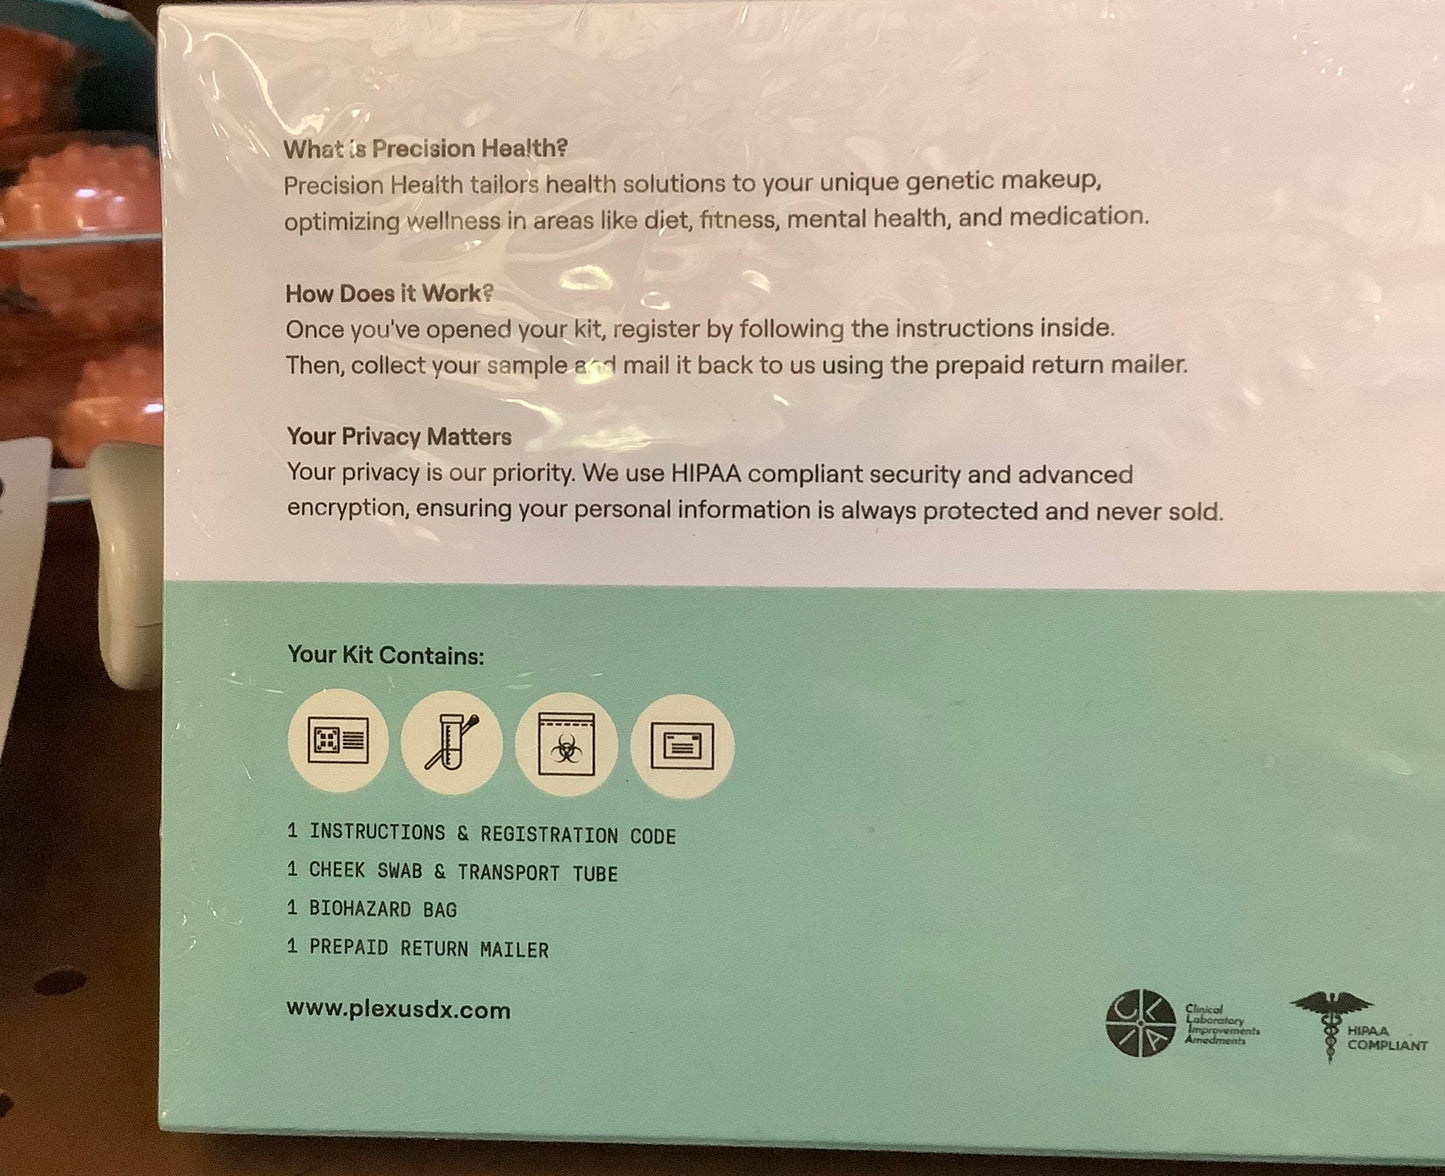 What is Precision Health?
Precision Health tailors health solutions to your unique genetic makeup,
optimizing wellness in areas like diet, fitness, mental health, and medication.
How Does it Work?
Once you've opened your kit, register by following the instructions inside.
Then, collect your sample and mail it back to us using the prepaid return mailer.
Your Privacy Matters
Your privacy is our priority. We use HIPAA compliant security and advanced
encryption, ensuring your personal information is always protected and never sold.
Your Kit Contains:
1 INSTRUCTIONS & REGISTRATION CODE
1 CHEEK SWAB & TRANSPORT TUBE
1 BIOHAZARD BAG
1 PREPAID RETURN MAILER
www.plexusdx.com
CLIA
Clinical
Laboratory
Improvements
Amedments
HIPAA
COMPLIANT